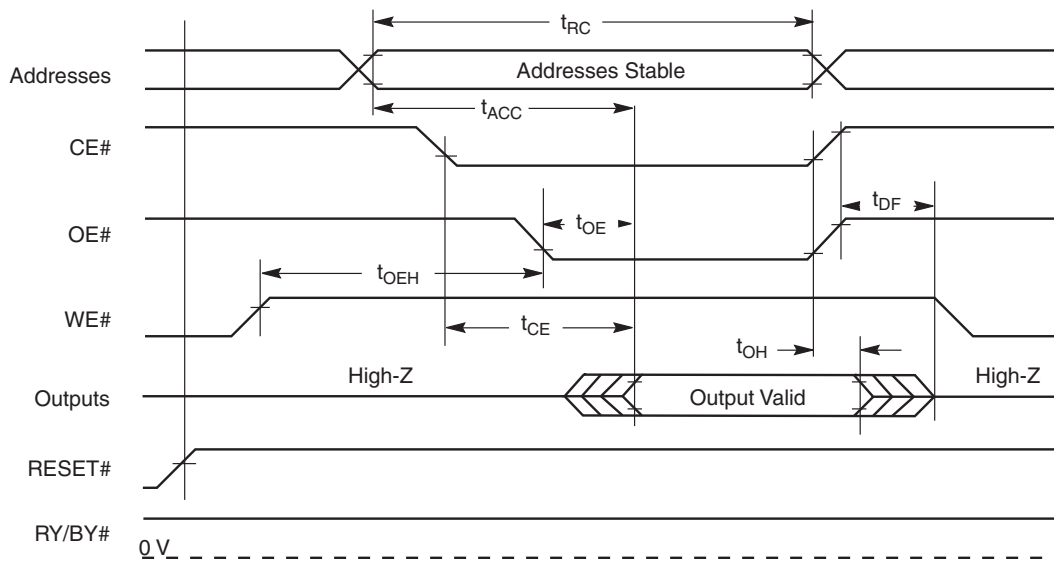 tRC
Addresses
Addresses Stable
tACC
CE#
tDF
OE#
tOE
tOEH
WE#
tCE
tOH
High-Z
High-Z
Outputs
Output Valid
RESET#
RY/BY#
0 V